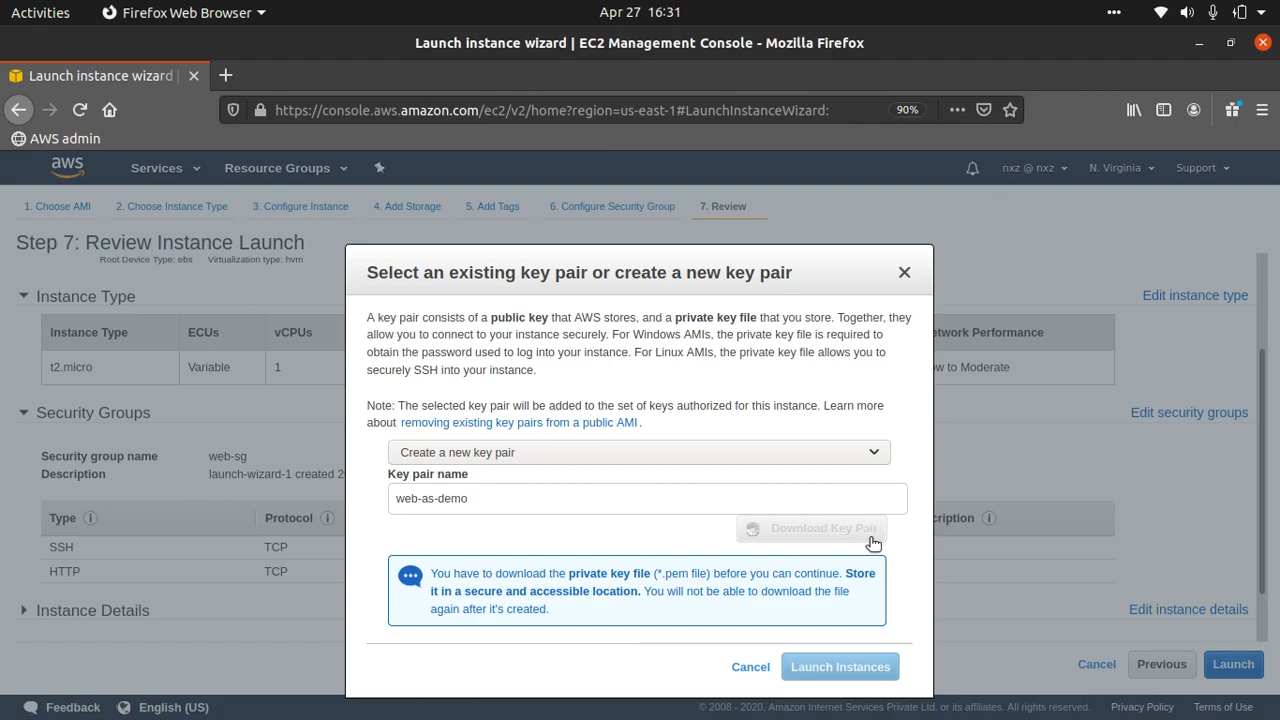 Activities
Firefox Web Browser
Apr 27 16:31
Launch instance wizard | EC2 Management Console - Mozilla Firefox
Launch instance wizard |
https://console.aws.amazon.com/ec2/v2/home?region=us-east-1#LaunchInstanceWizard:
90%
AWS admin
aws
Services
Resource Groups
nxz @ nxz
N. Virginia
Support
1. Choose AMI
2. Choose Instance Type
3. Configure Instance
4. Add Storage
5. Add Tags
6. Configure Security Group
7. Review
Step 7: Review Instance Launch
Root Device Type: ebs Virtualization type: hvm
Instance Type
Edit instance type
Instance Type
ECUs
vCPUs
etwork Performance
t2.micro
Variable
1
w to Moderate
Security Groups
Edit security groups
Security group name
web-sg
Description
launch-wizard-1 created 2
Type
Protocol
cription
SSH
TCP
HTTP
TCP
Instance Details
Edit instance details
Select an existing key pair or create a new key pair
A key pair consists of a public key that AWS stores, and a private key file that you store. Together, they
allow you to connect to your instance securely. For Windows AMIs, the private key file is required to
obtain the password used to log into your instance. For Linux AMIs, the private key file allows you to
securely SSH into your instance.
Note: The selected key pair will be added to the set of keys authorized for this instance. Learn more
about removing existing key pairs from a public AMI.
Create a new key pair
Key pair name
web-as-demo
Download Key Pair
You have to download the private key file (*.pem file) before you can continue. Store
it in a secure and accessible location. You will not be able to download the file
again after it's created.
Cancel
Launch Instances
Cancel
Previous
Launch
Feedback
English (US)
© 2008 - 2020, Amazon Internet Services Private Ltd. or its affiliates. All rights reserved.
Privacy Policy
Terms of Use